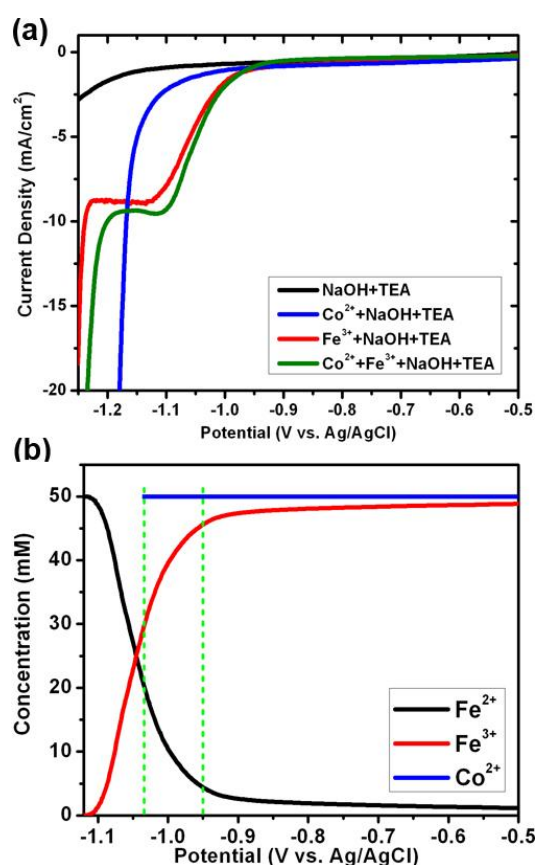 (a)
0
-5
-10
-15
-20
Current Density (mA/cm²)
NaOH+TEA
Co²⁺+NaOH+TEA
Fe³⁺+NaOH+TEA
Co²⁺+Fe³⁺+NaOH+TEA
-1.2 -1.1 -1.0 -0.9 -0.8 -0.7 -0.6 -0.5
Potential (V vs. Ag/AgCl)
(b)
60
50
40
30
20
10
0
Concentration (mM)
Fe²⁺
Fe³⁺
Co²⁺
-1.1 -1.0 -0.9 -0.8 -0.7 -0.6 -0.5
Potential (V vs. Ag/AgCl)